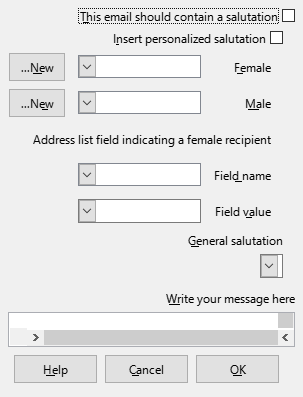 This email should contain a salutation
Insert personalized salutation
Female
New...
Male
New...
Address list field indicating a female recipient
Field name
Field value
General salutation
Write your message here
Help
Cancel
OK